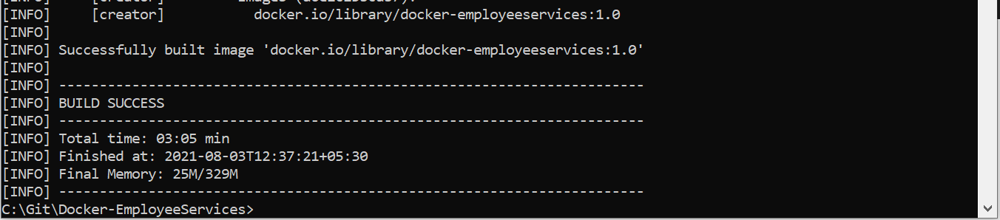 [INFO]     [creator]           docker.io/library/docker-employeeservices:1.0
[INFO]
[INFO] Successfully built image 'docker.io/library/docker-employeeservices:1.0'
[INFO]
[INFO] ------------------------------------------------------------------------
[INFO] BUILD SUCCESS
[INFO] ------------------------------------------------------------------------
[INFO] Total time: 03:05 min
[INFO] Finished at: 2021-08-03T12:37:21+05:30
[INFO] Final Memory: 25M/329M
[INFO] ------------------------------------------------------------------------
C:\Git\Docker-EmployeeServices>